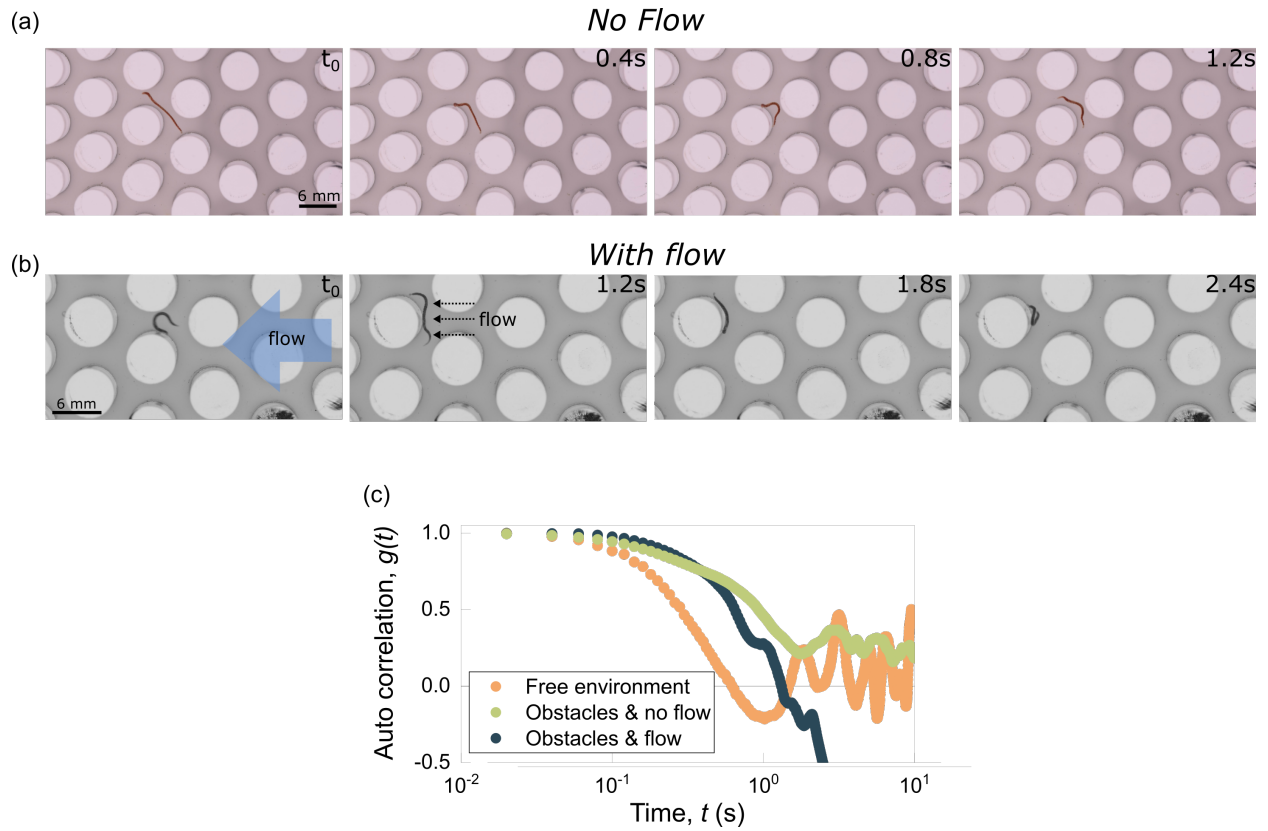 (a)
No Flow
t₀
0.4s
0.8s
1.2s
6 mm
(b)
With flow
t₀
1.2s
1.8s
2.4s
flow
flow
6 mm
(c)
Auto correlation, g(t)
1.0
0.5
0.0
-0.5
Free environment
Obstacles & no flow
Obstacles & flow
10⁻²
10⁻¹
10⁰
10¹
Time, t (s)